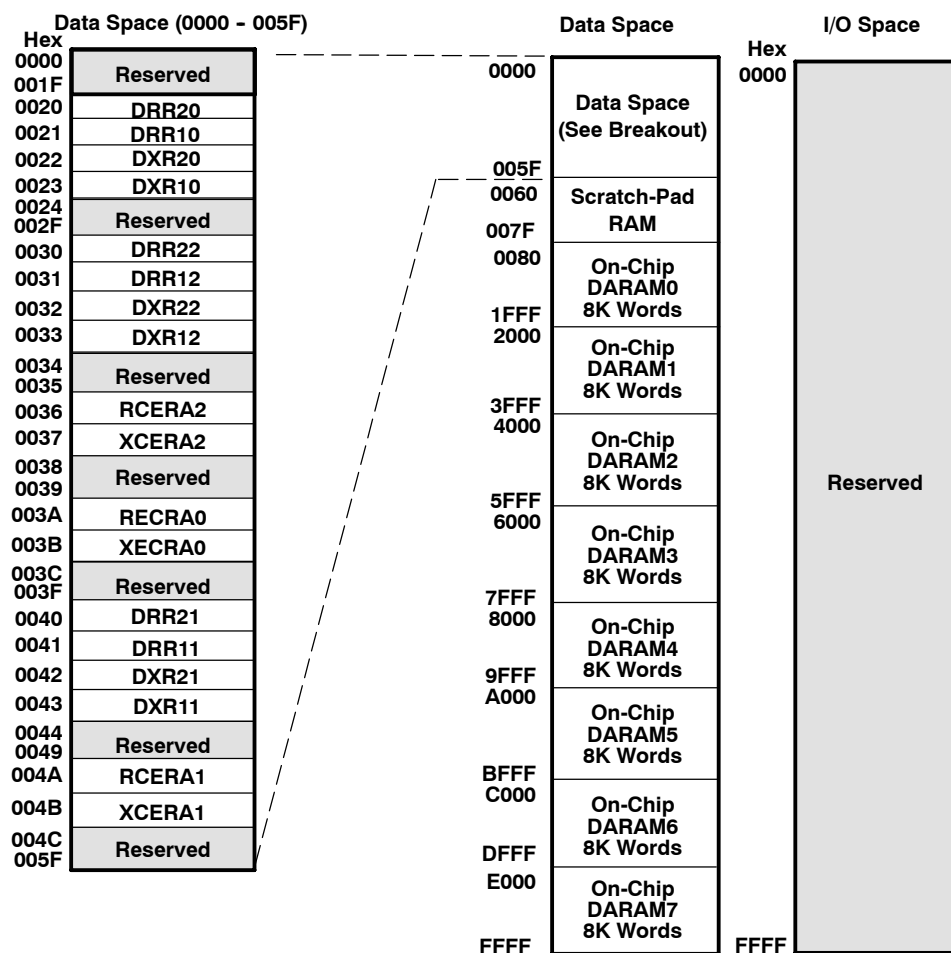 Data Space (0000 - 005F)
Hex
0000
001F
Reserved
0020
DRR20
0021
DRR10
0022
DXR20
0023
DXR10
0024
002F
Reserved
0030
DRR22
0031
DRR12
0032
DXR22
0033
DXR12
0034
0035
Reserved
0036
RCERA2
0037
XCERA2
0038
0039
Reserved
003A
RECRA0
003B
XECRA0
003C
003F
Reserved
0040
DRR21
0041
DRR11
0042
DXR21
0043
DXR11
0044
0049
Reserved
004A
RCERA1
004B
XCERA1
004C
005F
Reserved
Data Space
0000
Data Space
(See Breakout)
005F
0060
Scratch-Pad
RAM
007F
0080
On-Chip
DARAM0
8K Words
1FFF
2000
On-Chip
DARAM1
8K Words
3FFF
4000
On-Chip
DARAM2
8K Words
5FFF
6000
On-Chip
DARAM3
8K Words
7FFF
8000
On-Chip
DARAM4
8K Words
9FFF
A000
On-Chip
DARAM5
8K Words
BFFF
C000
On-Chip
DARAM6
8K Words
DFFF
E000
On-Chip
DARAM7
8K Words
FFFF
I/O Space
Hex
0000
Reserved
FFFF